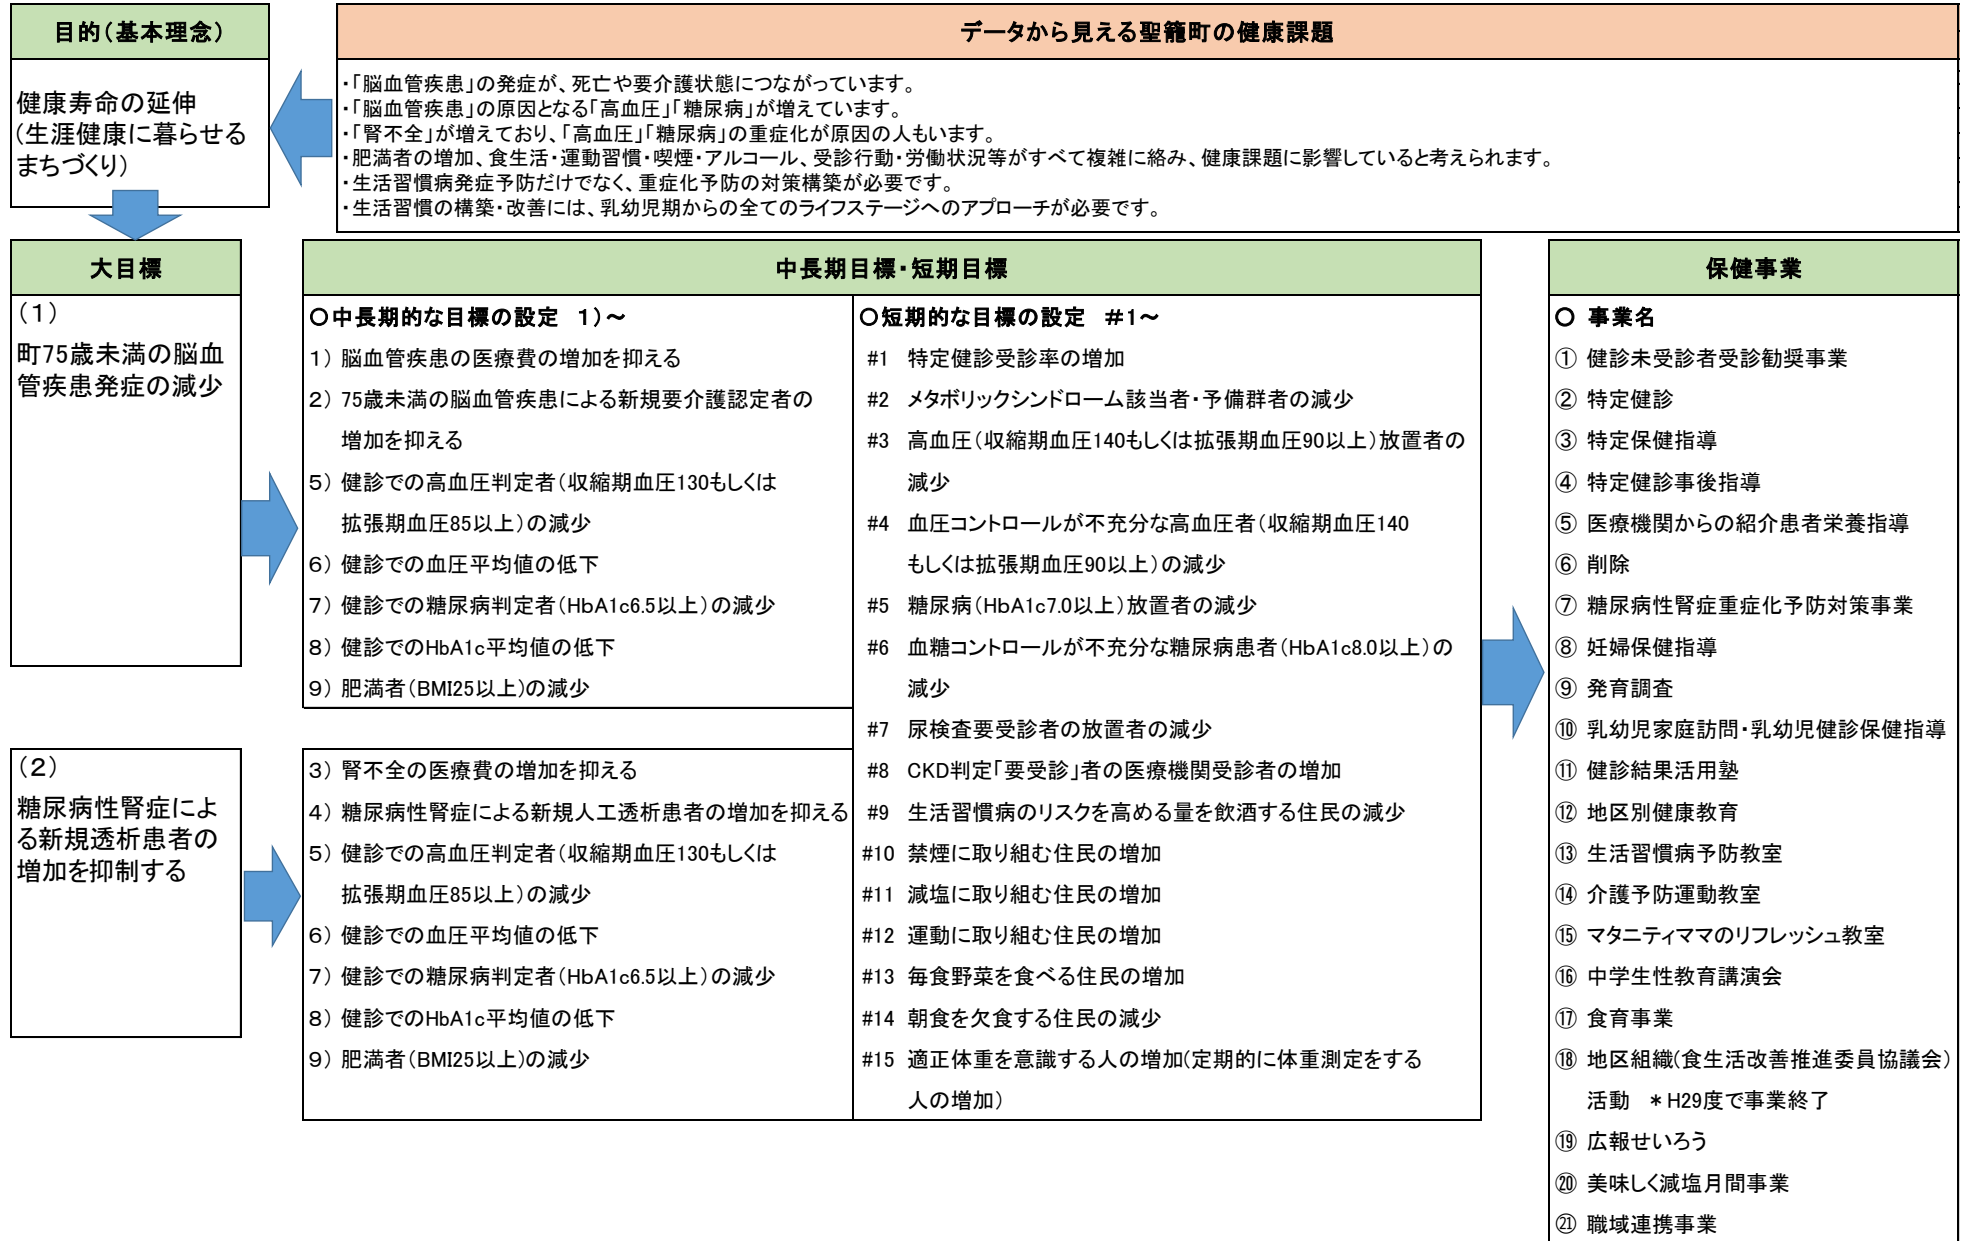 目的（基本理念）
健康寿命の延伸
（生涯健康に暮らせる
まちづくり）
データから見える聖籠町の健康課題
・「脳血管疾患」の発症が、死亡や要介護状態につながっています。
・「脳血管疾患」の原因となる「高血圧」「糖尿病」が増えています。
・「腎不全」が増えており、「高血圧」「糖尿病」の重症化が原因の人もいます。
・肥満者の増加、食生活・運動習慣・喫煙・アルコール、受診行動・労働状況等がすべて複雑に絡み、健康課題に影響していると考えられます。
・生活習慣病発症予防だけでなく、重症化予防の対策構築が必要です。
・生活習慣の構築・改善には、乳幼児期からの全てのライフステージへのアプローチが必要です。
大目標
（１）
町75歳未満の脳血
管疾患発症の減少
（２）
糖尿病性腎症によ
る新規透析患者の
増加を抑制する
中長期目標・短期目標
〇中長期的な目標の設定　１）～
１） 脳血管疾患の医療費の増加を抑える
２） 75歳未満の脳血管疾患による新規要介護認定者の
増加を抑える
５） 健診での高血圧判定者（収縮期血圧130もしくは
拡張期血圧85以上）の減少
６） 健診での血圧平均値の低下
７） 健診での糖尿病判定者（HbA1c6.5以上）の減少
８） 健診でのHbA1c平均値の低下
９） 肥満者（BMI25以上)の減少
３） 腎不全の医療費の増加を抑える
４） 糖尿病性腎症による新規人工透析患者の増加を抑える
５） 健診での高血圧判定者（収縮期血圧130もしくは
拡張期血圧85以上）の減少
６） 健診での血圧平均値の低下
７） 健診での糖尿病判定者（HbA1c6.5以上）の減少
８） 健診でのHbA1c平均値の低下
９） 肥満者（BMI25以上)の減少
〇短期的な目標の設定　＃１～
#1 特定健診受診率の増加
#2 メタボリックシンドローム該当者・予備群者の減少
#3 高血圧（収縮期血圧140もしくは拡張期血圧90以上）放置者の
減少
#4 血圧コントロールが不充分な高血圧者（収縮期血圧140
もしくは拡張期血圧90以上）の減少
#5 糖尿病（HbA1c7.0以上）放置者の減少
#6 血糖コントロールが不充分な糖尿病患者（HbA1c8.0以上）の
減少
#7 尿検査要受診者の放置者の減少
#8 CKD判定「要受診」者の医療機関受診者の増加
#9 生活習慣病のリスクを高める量を飲酒する住民の減少
#10 禁煙に取り組む住民の増加
#11 減塩に取り組む住民の増加
#12 運動に取り組む住民の増加
#13 毎食野菜を食べる住民の増加
#14 朝食を欠食する住民の減少
#15 適正体重を意識する人の増加(定期的に体重測定をする
人の増加）
保健事業
〇 事業名
① 健診未受診者受診勧奨事業
② 特定健診
③ 特定保健指導
④ 特定健診事後指導
⑤ 医療機関からの紹介患者栄養指導
⑥ 削除
⑦ 糖尿病性腎症重症化予防対策事業
⑧ 妊婦保健指導
⑨ 発育調査
⑩ 乳幼児家庭訪問・乳幼児健診保健指導
⑪ 健診結果活用塾
⑫ 地区別健康教育
⑬ 生活習慣病予防教室
⑭ 介護予防運動教室
⑮ マタニティママのリフレッシュ教室
⑯ 中学生性教育講演会
⑰ 食育事業
⑱ 地区組織(食生活改善推進委員協議会）
活動　＊H29度で事業終了
⑲ 広報せいろう
⑳ 美味しく減塩月間事業
㉑ 職域連携事業